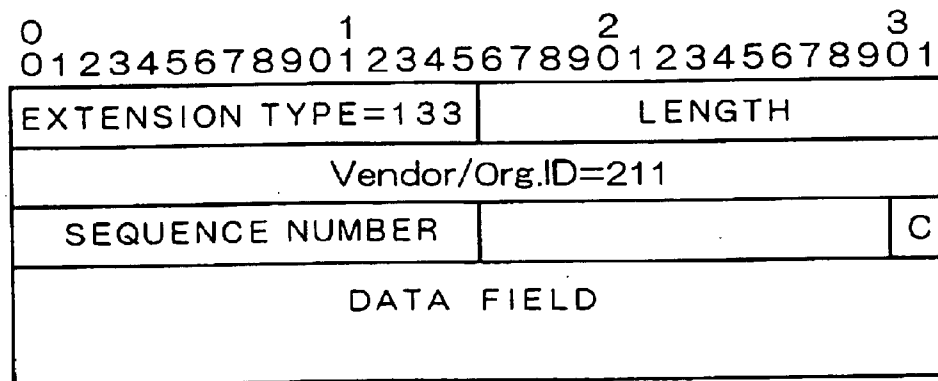 0 1 2 3
01234567890123456789012345678901
EXTENSION TYPE=133 LENGTH
Vendor/Org.ID=211
SEQUENCE NUMBER C
DATA FIELD